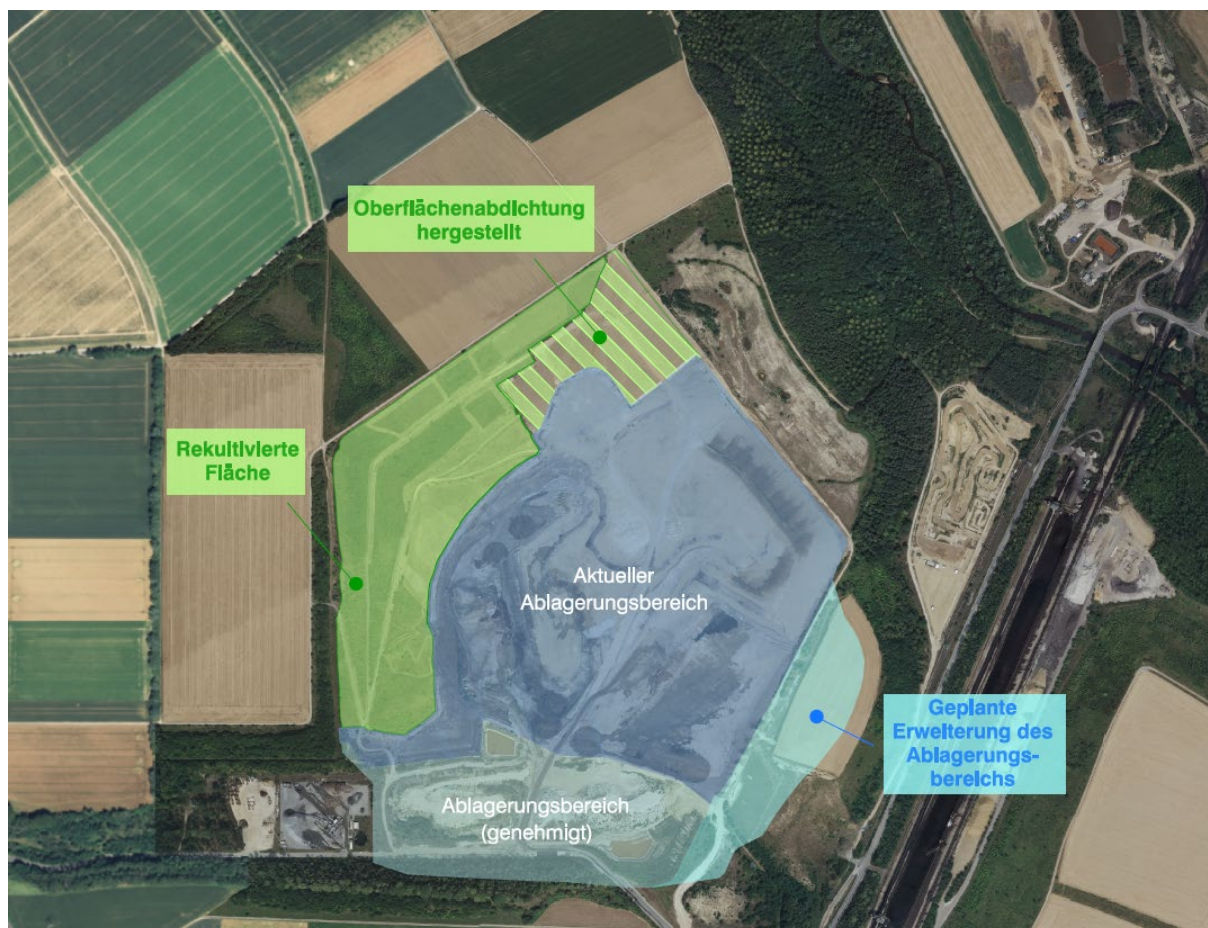 Oberflächenabdichtung
hergestellt
Rekultivierte
Fläche
Aktueller
Ablagerungsbereich
Geplante
Erweiterung des
Ablagerungs-
bereichs
Ablagerungsbereich
(genehmigt)